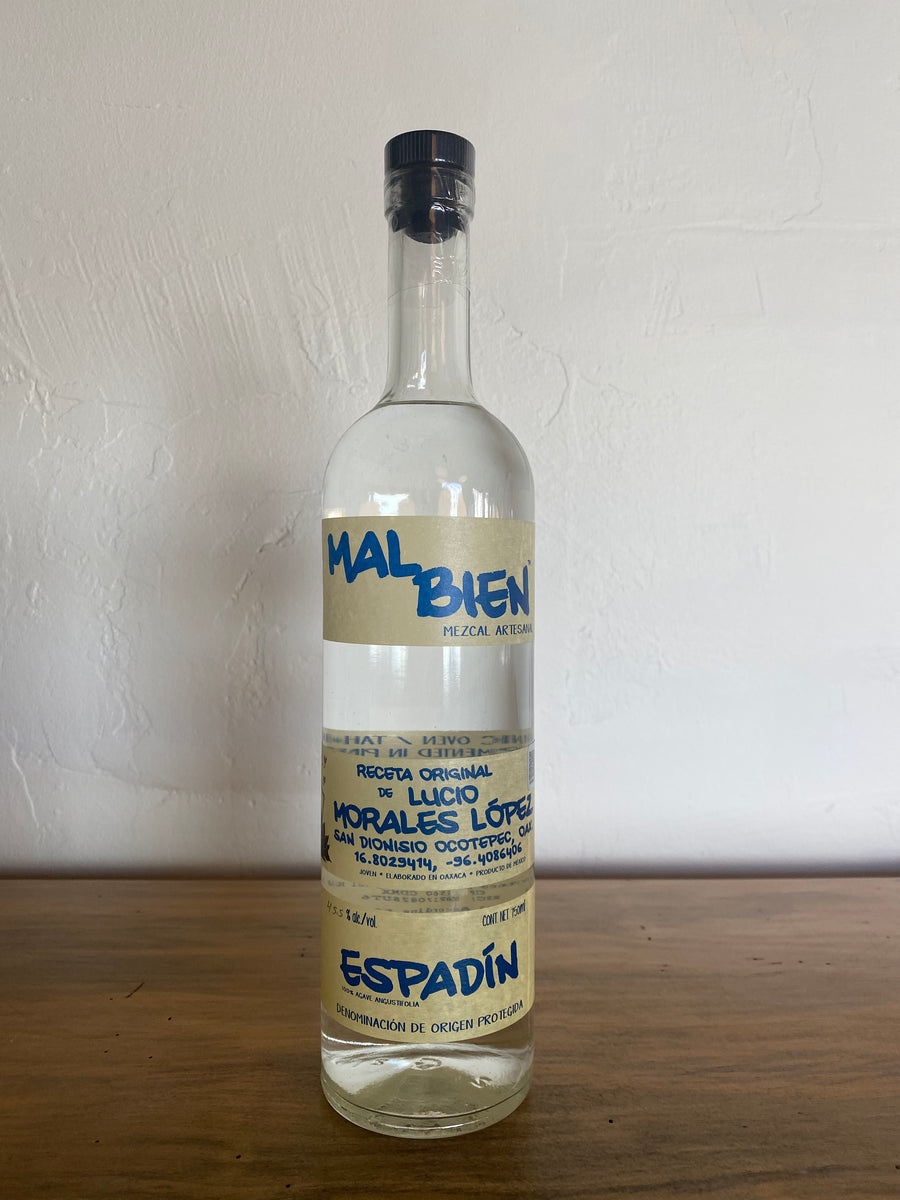 MAL
BIEN
MEZCAL ARTESANAL
RECETA ORIGINAL
DE LUCIO
MORALES LÓPEZ
SAN DIONISIO OCOTEPEC, OAX
16.8029414, -96.4086406
JOVEN • ELABORADO EN OAXACA • PRODUCTO DE MÉXICO
45.5 % alc./vol.
CONT. NET 750ml
ESPADÍN
100% AGAVE ANGUSTIFOLIA
DENOMINACIÓN DE ORIGEN PROTEGIDA